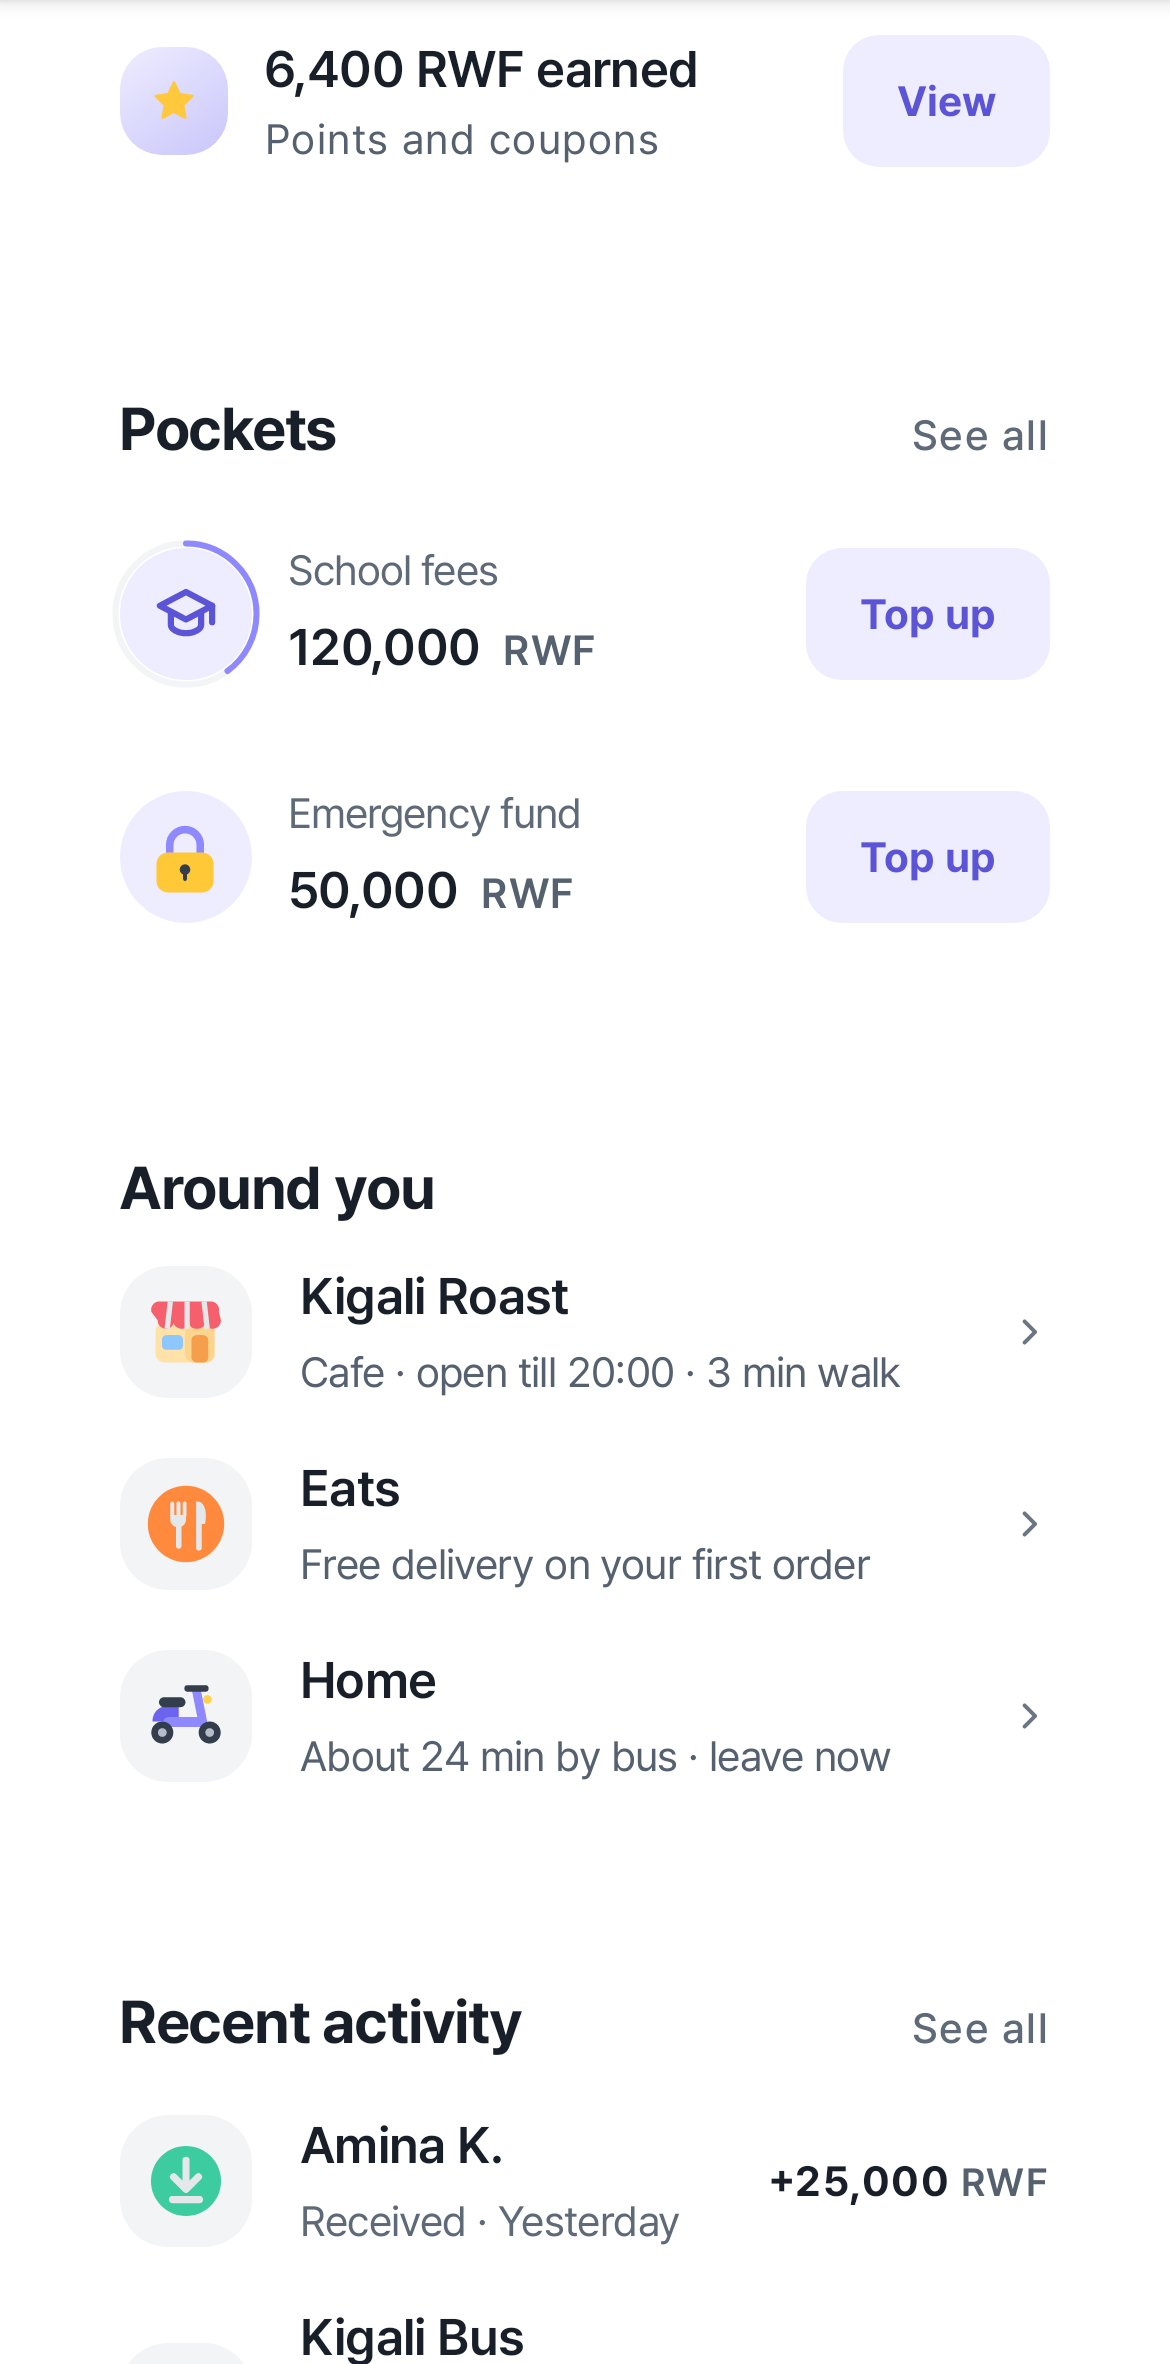 6,400 RWF earned
Points and coupons
View
Pockets
See all
School fees
120,000 RWF
Top up
Emergency fund
50,000 RWF
Top up
Around you
Kigali Roast
Cafe · open till 20:00 · 3 min walk
Eats
Free delivery on your first order
Home
About 24 min by bus · leave now
Recent activity
See all
Amina K.
Received · Yesterday
+25,000 RWF
Kigali Bus